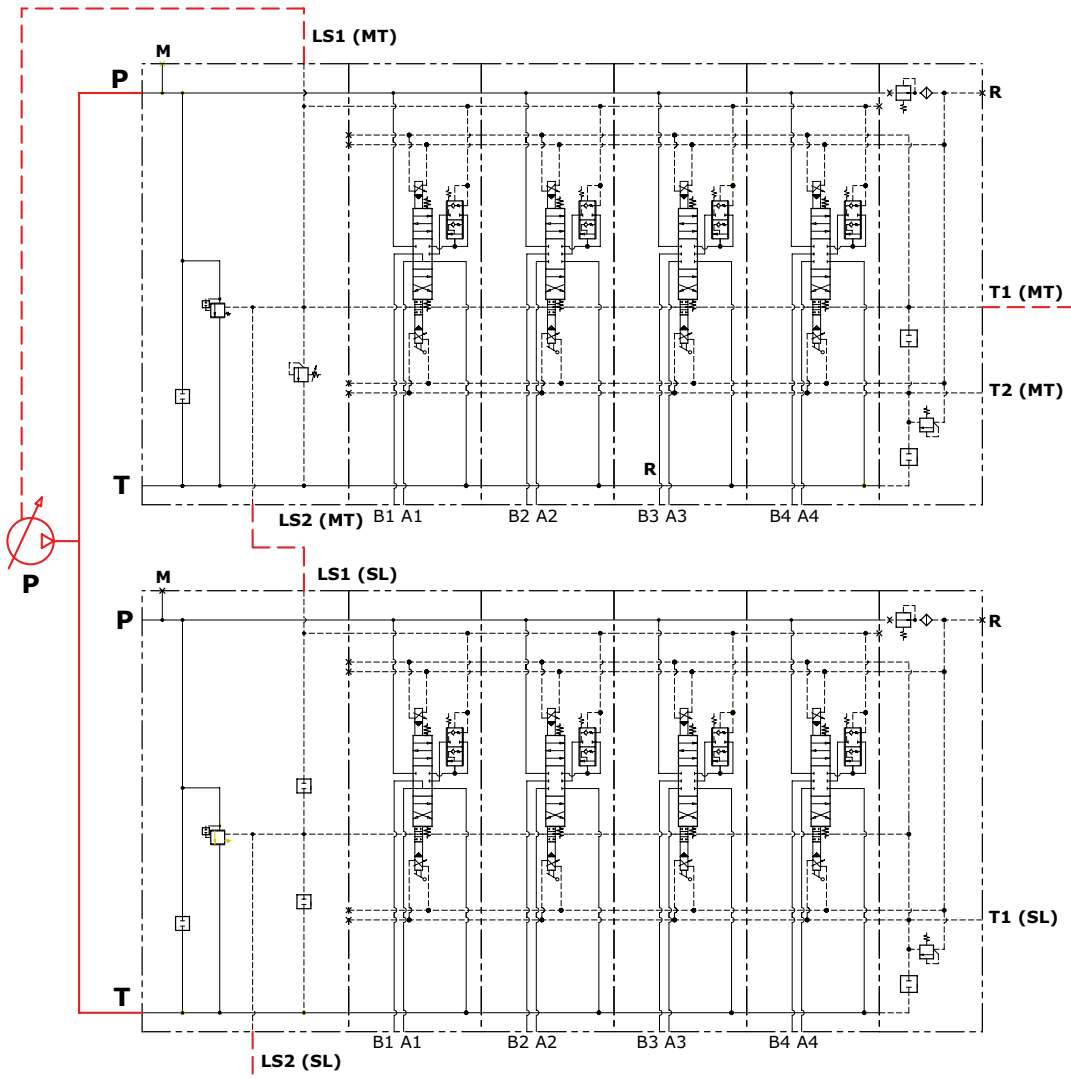 LS1 (MT)
M
P
R
T1 (MT)
T2 (MT)
R
T
LS2 (MT)
B1 A1
B2 A2
B3 A3
B4 A4
P
LS1 (SL)
M
P
R
T1 (SL)
T
B1 A1
B2 A2
B3 A3
B4 A4
LS2 (SL)